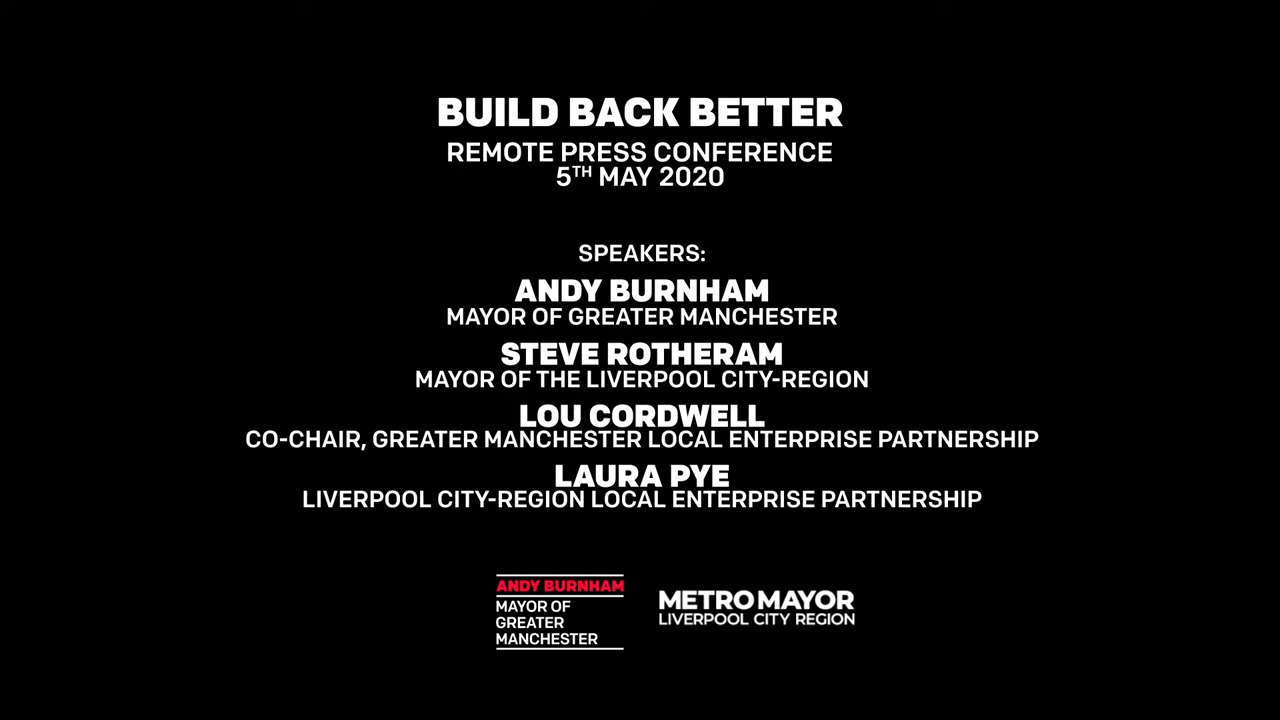 BUILD BACK BETTER
REMOTE PRESS CONFERENCE
5TH MAY 2020
SPEAKERS:
ANDY BURNHAM
MAYOR OF GREATER MANCHESTER
STEVE ROTHERAM
MAYOR OF THE LIVERPOOL CITY-REGION
LOU CORDWELL
CO-CHAIR, GREATER MANCHESTER LOCAL ENTERPRISE PARTNERSHIP
LAURA PYE
LIVERPOOL CITY-REGION LOCAL ENTERPRISE PARTNERSHIP
ANDY BURNHAM
MAYOR OF
GREATER
MANCHESTER
METRO MAYOR
LIVERPOOL CITY REGION